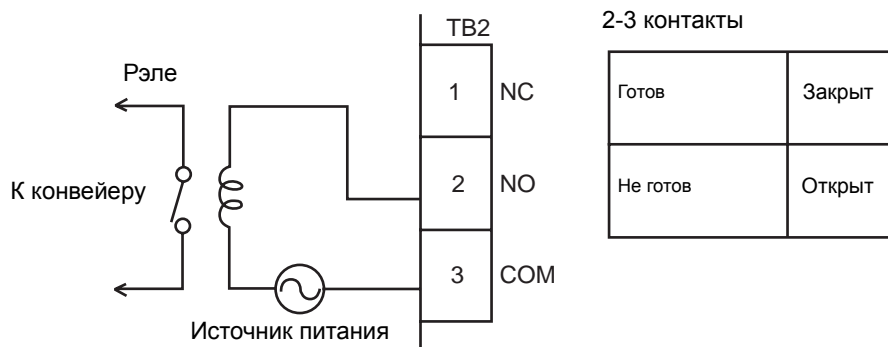 TB2
2-3 контакты
Рэле
1 NC
Готов Закрыт
К конвейеру
2 NO
Не готов Открыт
3 COM
Источник питания